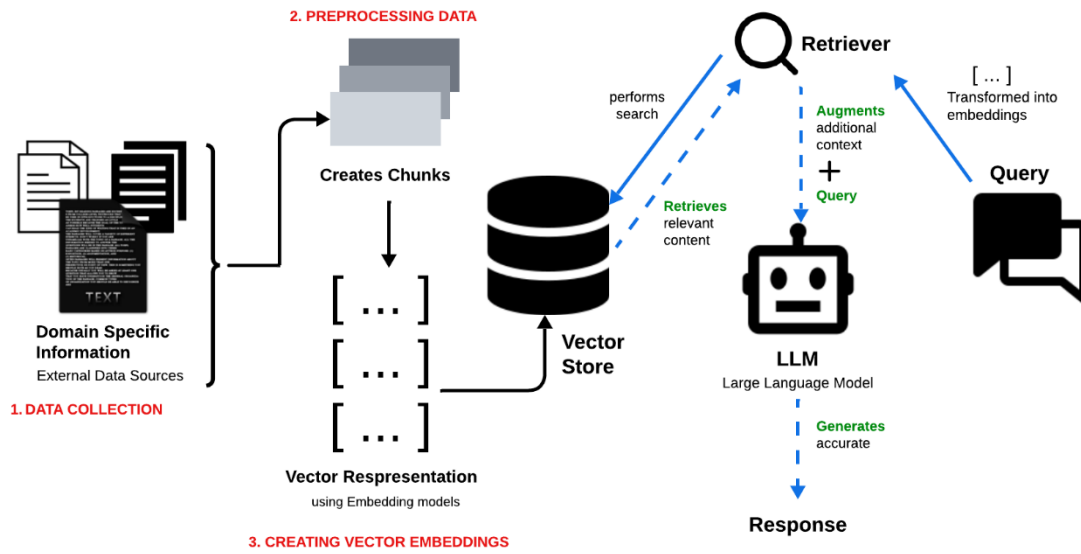 2. PREPROCESSING DATA
Retriever
[ ... ]
Transformed into
embeddings
performs
search
Augments
additional
context
+
Query
Query
Creates Chunks
Retrieves
relevant
content
TEXT
Domain Specific
Information
External Data Sources
1. DATA COLLECTION
[ ... ]
[ ... ]
[ ... ]
Vector
Store
LLM
Large Language Model
Generates
accurate
Vector Respresentation
using Embedding models
Response
3. CREATING VECTOR EMBEDDINGS